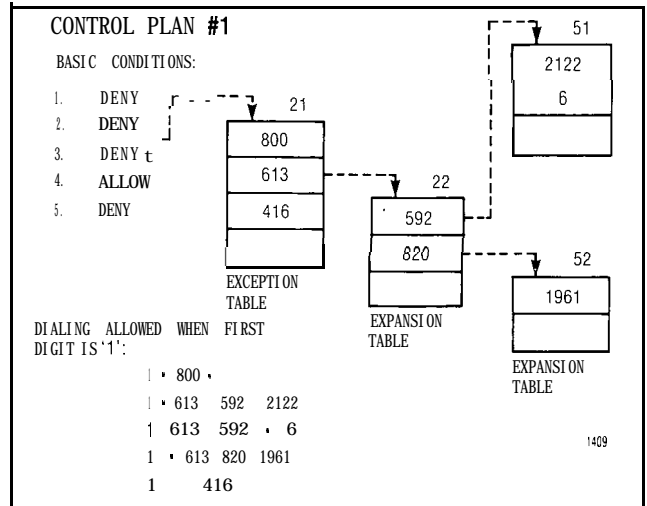 CONTROL PLAN #1
BASIC CONDITIONS:
1. DENY
2. DENY
3. DENY t
4. ALLOW
5. DENY
21
800
613
416
EXCEPTION
TABLE
22
592
820
EXPANSION
TABLE
51
2122
6
52
1961
EXPANSION
TABLE
DIALING ALLOWED WHEN FIRST
DIGIT IS '1':
1 • 800 •
1 • 613 592 2122
1 613 592 • 6
1 • 613 820 1961
1 416
1409